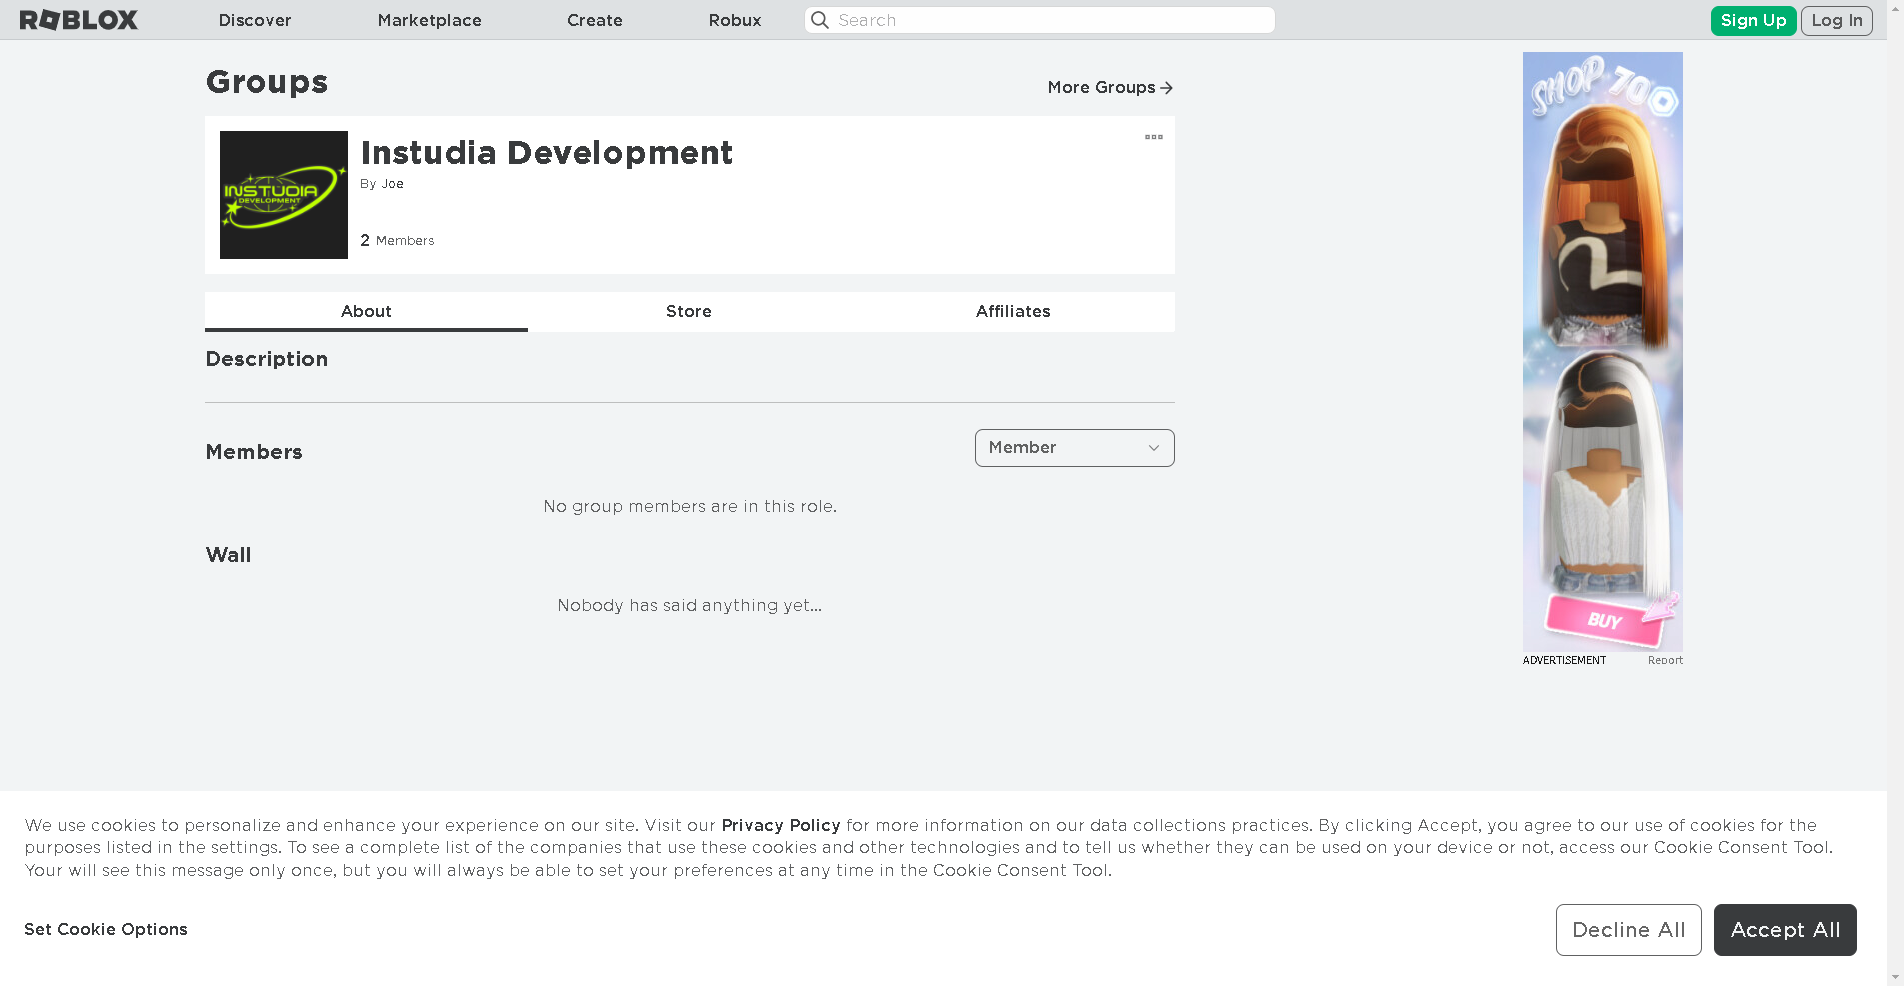 ROBLOX
Discover
Marketplace
Create
Robux
Search
Sign Up
Log In
Groups
More Groups
INSTUDIA
DEVELOPMENT
Instudia Development
By Joe
2 Members
About
Store
Affiliates
Description
Members
Member
No group members are in this role.
Wall
Nobody has said anything yet...
SHOP 70
BUY
ADVERTISEMENT
Report
We use cookies to personalize and enhance your experience on our site. Visit our Privacy Policy for more information on our data collections practices. By clicking Accept, you agree to our use of cookies for the
purposes listed in the settings. To see a complete list of the companies that use these cookies and other technologies and to tell us whether they can be used on your device or not, access our Cookie Consent Tool.
Your will see this message only once, but you will always be able to set your preferences at any time in the Cookie Consent Tool.
Set Cookie Options
Decline All
Accept All